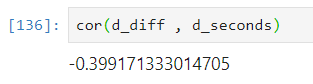 [136]: cor(d_diff , d_seconds)
-0.399171333014705